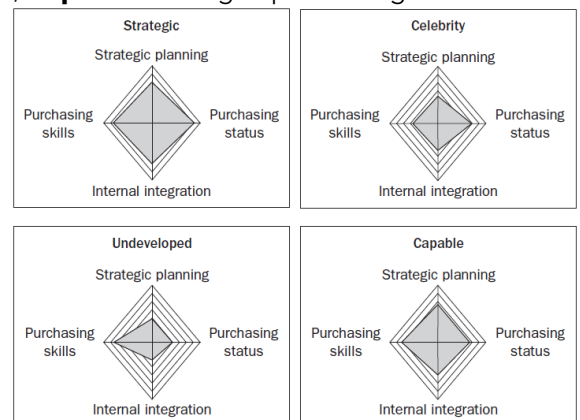 Strategic
Strategic planning
Purchasing skills
Purchasing status
Internal integration
Celebrity
Strategic planning
Purchasing skills
Purchasing status
Internal integration
Undeveloped
Strategic planning
Purchasing skills
Purchasing status
Internal integration
Capable
Strategic planning
Purchasing skills
Purchasing status
Internal integration